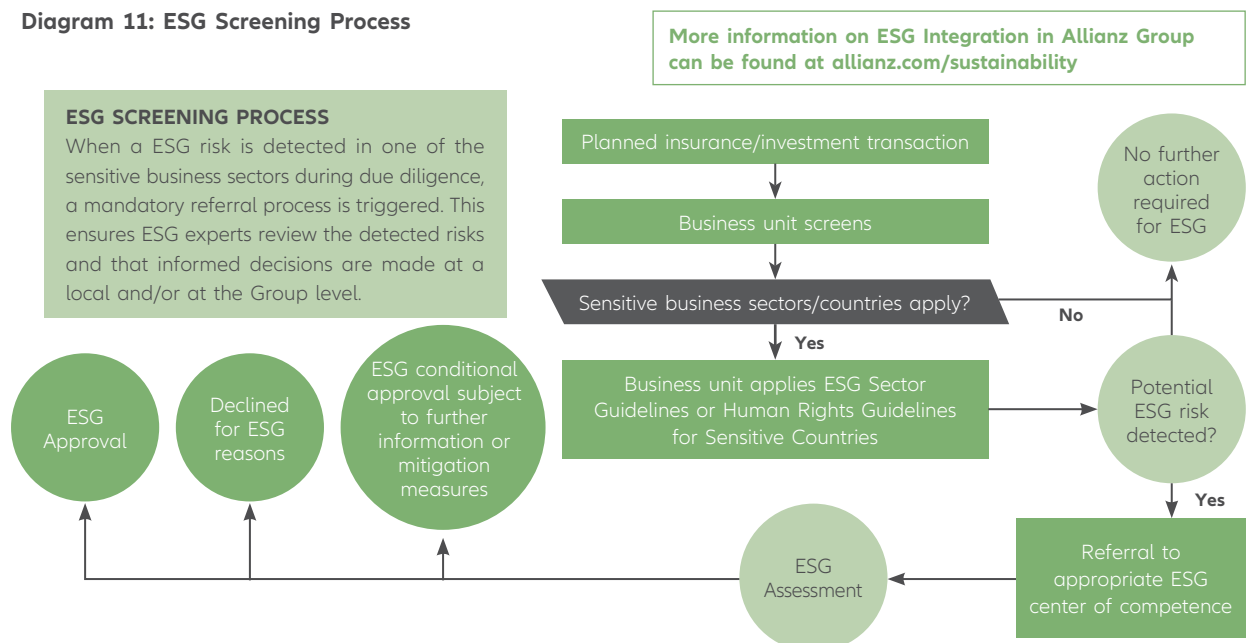 Diagram 11: ESG Screening Process
More information on ESG Integration in Allianz Group
can be found at allianz.com/sustainability
ESG SCREENING PROCESS
When a ESG risk is detected in one of the
sensitive business sectors during due diligence,
a mandatory referral process is triggered. This
ensures ESG experts review the detected risks
and that informed decisions are made at a
local and/or at the Group level.
Planned insurance/investment transaction
Business unit screens
Sensitive business sectors/countries apply?
No
No further
action
required
for ESG
Yes
Business unit applies ESG Sector
Guidelines or Human Rights Guidelines
for Sensitive Countries
Potential
ESG risk
detected?
Yes
Referral to
appropriate ESG
center of competence
ESG
Assessment
ESG conditional
approval subject
to further
information or
mitigation
measures
Declined
for ESG
reasons
ESG
Approval